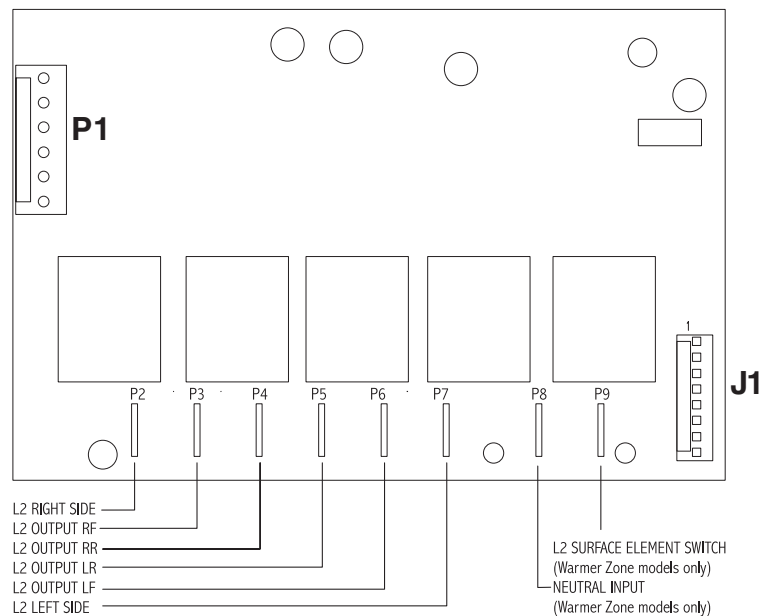 P1
1
J1
P2
P3
P4
P5
P6
P7
P8
P9
L2 RIGHT SIDE
L2 OUTPUT RF
L2 OUTPUT RR
L2 OUTPUT LR
L2 OUTPUT LF
L2 LEFT SIDE
L2 SURFACE ELEMENT SWITCH
(Warmer Zone models only)
NEUTRAL INPUT
(Warmer Zone models only)